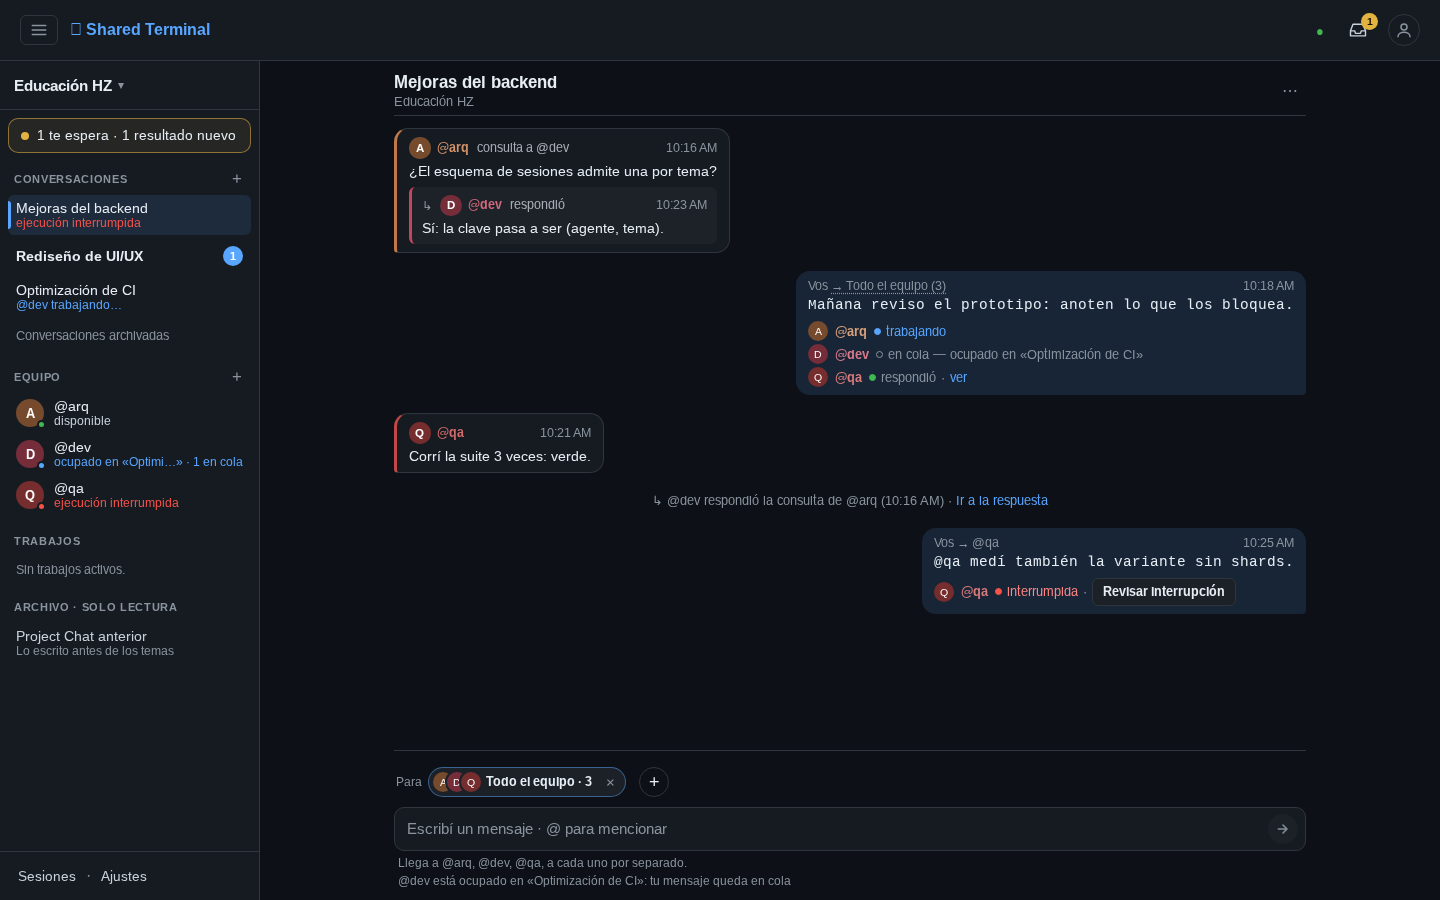 Shared Terminal
1
Educación HZ ▾
1 te espera · 1 resultado nuevo
CONVERSACIONES +
Mejoras del backend
ejecución interrumpida
Rediseño de UI/UX 1
Optimización de CI
@dev trabajando…
Conversaciones archivadas
EQUIPO +
A @arq
disponible
D @dev
ocupado en «Optimi…» · 1 en cola
Q @qa
ejecución interrumpida
TRABAJOS
Sin trabajos activos.
ARCHIVO · SOLO LECTURA
Project Chat anterior
Lo escrito antes de los temas
Sesiones · Ajustes
Mejoras del backend
Educación HZ
⋯
A @arq consulta a @dev 10:16 AM
¿El esquema de sesiones admite una por tema?
↳ D @dev respondió 10:23 AM
Sí: la clave pasa a ser (agente, tema).
Vos → Todo el equipo (3) 10:18 AM
Mañana reviso el prototipo: anoten lo que los bloquea.
A @arq trabajando
D @dev en cola — ocupado en «Optimización de CI»
Q @qa respondió · ver
Q @qa 10:21 AM
Corrí la suite 3 veces: verde.
↳ @dev respondió la consulta de @arq (10:16 AM) · Ir a la respuesta
Vos → @qa 10:25 AM
@qa medí también la variante sin shards.
Q @qa interrumpida · Revisar interrupción
Para A D Q Todo el equipo · 3 × +
Escribí un mensaje · @ para mencionar
Llega a @arq, @dev, @qa, a cada uno por separado.
@dev está ocupado en «Optimización de CI»: tu mensaje queda en cola